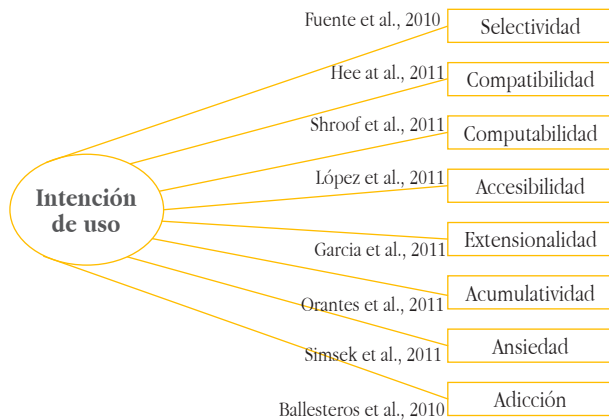 Fuente et al., 2010
Selectividad
Hee at al., 2011
Compatibilidad
Shroof et al., 2011
Computabilidad
López et al., 2011
Accesibilidad
Intención
de uso
Garcia et al., 2011
Extensionalidad
Orantes et al., 2011
Acumulatividad
Simsek et al., 2011
Ansiedad
Ballesteros et al., 2010
Adicción